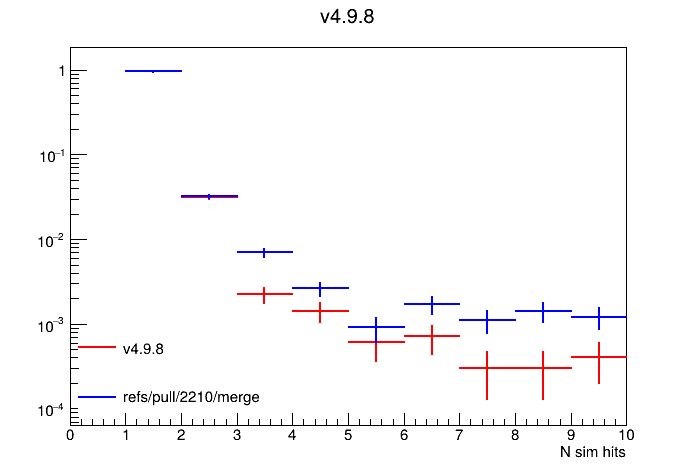 v4.9.8
1
10⁻¹
10⁻²
10⁻³
10⁻⁴
v4.9.8
refs/pull/2210/merge
0 1 2 3 4 5 6 7 8 9 10
N sim hits